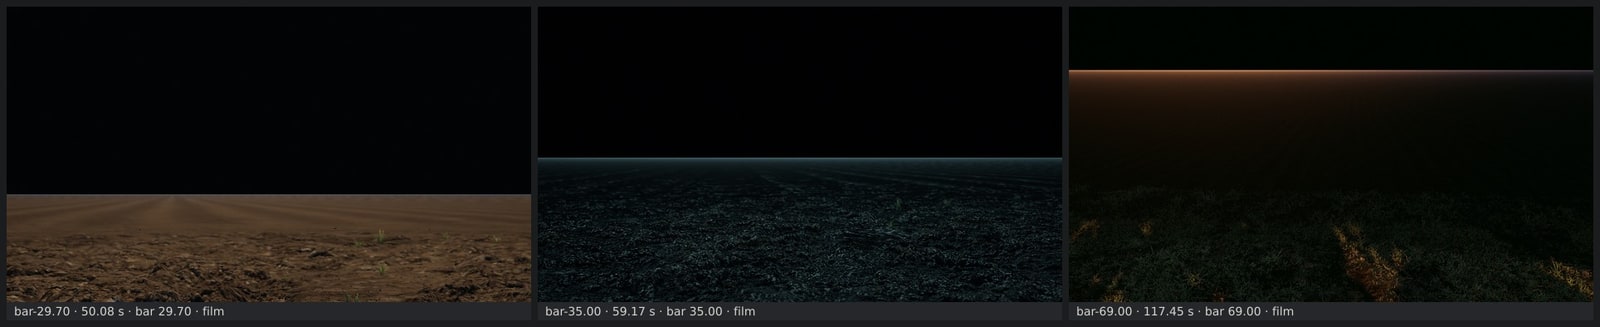 bar-29.70 · 50.08 s · bar 29.70 · film
bar-35.00 · 59.17 s · bar 35.00 · film
bar-69.00 · 117.45 s · bar 69.00 · film